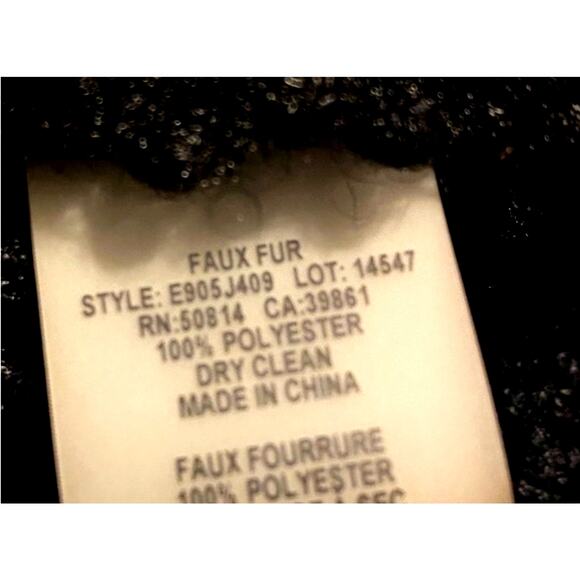 FAUX FUR
STYLE: E905J409 LOT: 14547
RN:50814 CA:39861
100% POLYESTER
DRY CLEAN
MADE IN CHINA
FAUX FOURRURE
100% POLYESTER
A SEC